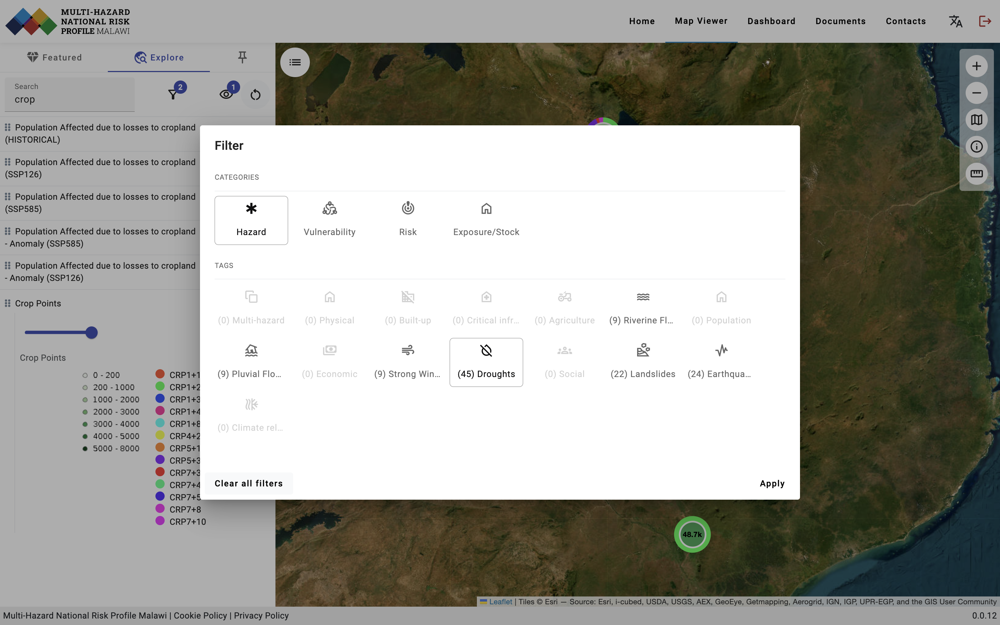 MULTI-HAZARD
NATIONAL RISK
PROFILE MALAWI
Home
Map Viewer
Dashboard
Documents
Contacts
Featured
Explore
Search
crop
2
1
Population Affected due to losses to cropland
(HISTORICAL)
Population Affected due to losses to cropland
(SSP126)
Population Affected due to losses to cropland
(SSP585)
Population Affected due to losses to cropland
- Anomaly (SSP585)
Population Affected due to losses to cropland
- Anomaly (SSP126)
Crop Points
Crop Points
0 - 200
200 - 1000
1000 - 2000
2000 - 3000
3000 - 4000
4000 - 5000
5000 - 8000
CRP1+1
CRP1+2
CRP1+3
CRP1+4
CRP1+8
CRP4+2
CRP5+1
CRP5+3
CRP7+3
CRP7+4
CRP7+5
CRP7+8
CRP7+10
Filter
CATEGORIES
Hazard
Vulnerability
Risk
Exposure/Stock
TAGS
(0) Multi-hazard
(0) Physical
(0) Built-up
(0) Critical infr...
(0) Agriculture
(9) Riverine Fl...
(0) Population
(9) Pluvial Flo...
(0) Economic
(9) Strong Win...
(45) Droughts
(0) Social
(22) Landslides
(24) Earthqua...
(0) Climate rel...
Clear all filters
Apply
48.7k
Leaflet | Tiles © Esri — Source: Esri, i-cubed, USDA, USGS, AEX, GeoEye, Getmapping, Aerogrid, IGN, IGP, UPR-EGP, and the GIS User Community
Multi-Hazard National Risk Profile Malawi | Cookie Policy | Privacy Policy
0.0.12